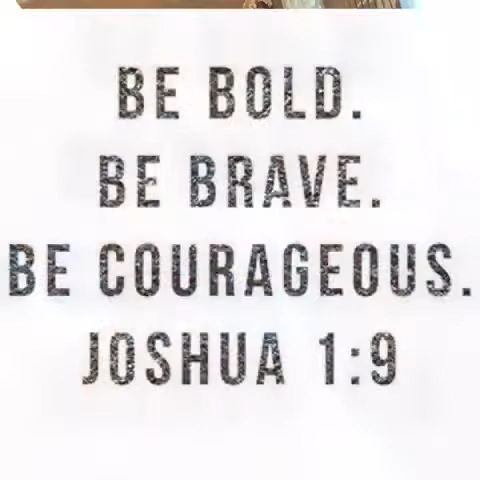 BE BOLD.
BE BRAVE.
BE COURAGEOUS.
JOSHUA 1:9